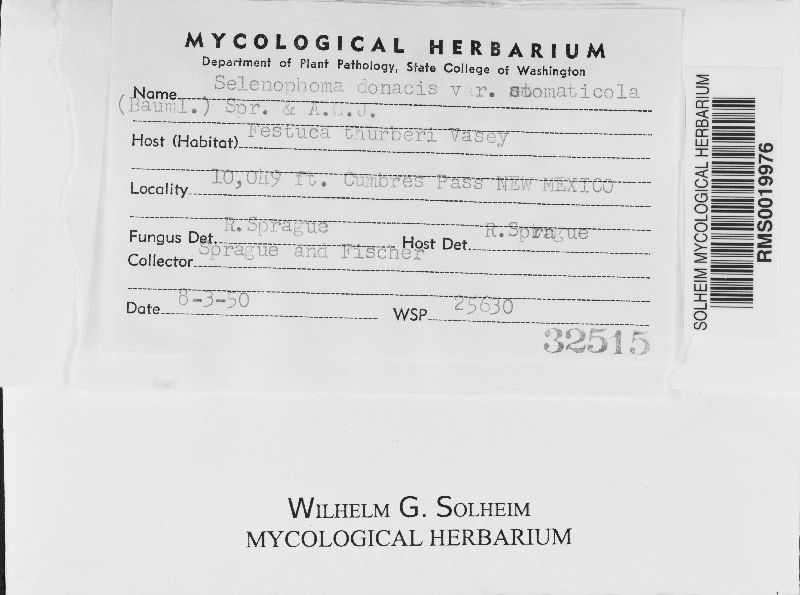 MYCOLOGICAL HERBARIUM
Department of Plant Pathology, State College of Washington
Name Selenophoma donacis var. stomaticola
(Bauml.) Spr. & A.G.J.
Host (Habitat) Festuca thurberi Vasey
Locality 10,049 ft. Cumbres Pass NEW MEXICO
Fungus Det. R.Sprague Host Det. R.Sprague
Collector Sprague and Fischer
Date 8-3-50 WSP 25630
32515
SOLHEIM MYCOLOGICAL HERBARIUM
RMS0019976
WILHELM G. SOLHEIM
MYCOLOGICAL HERBARIUM